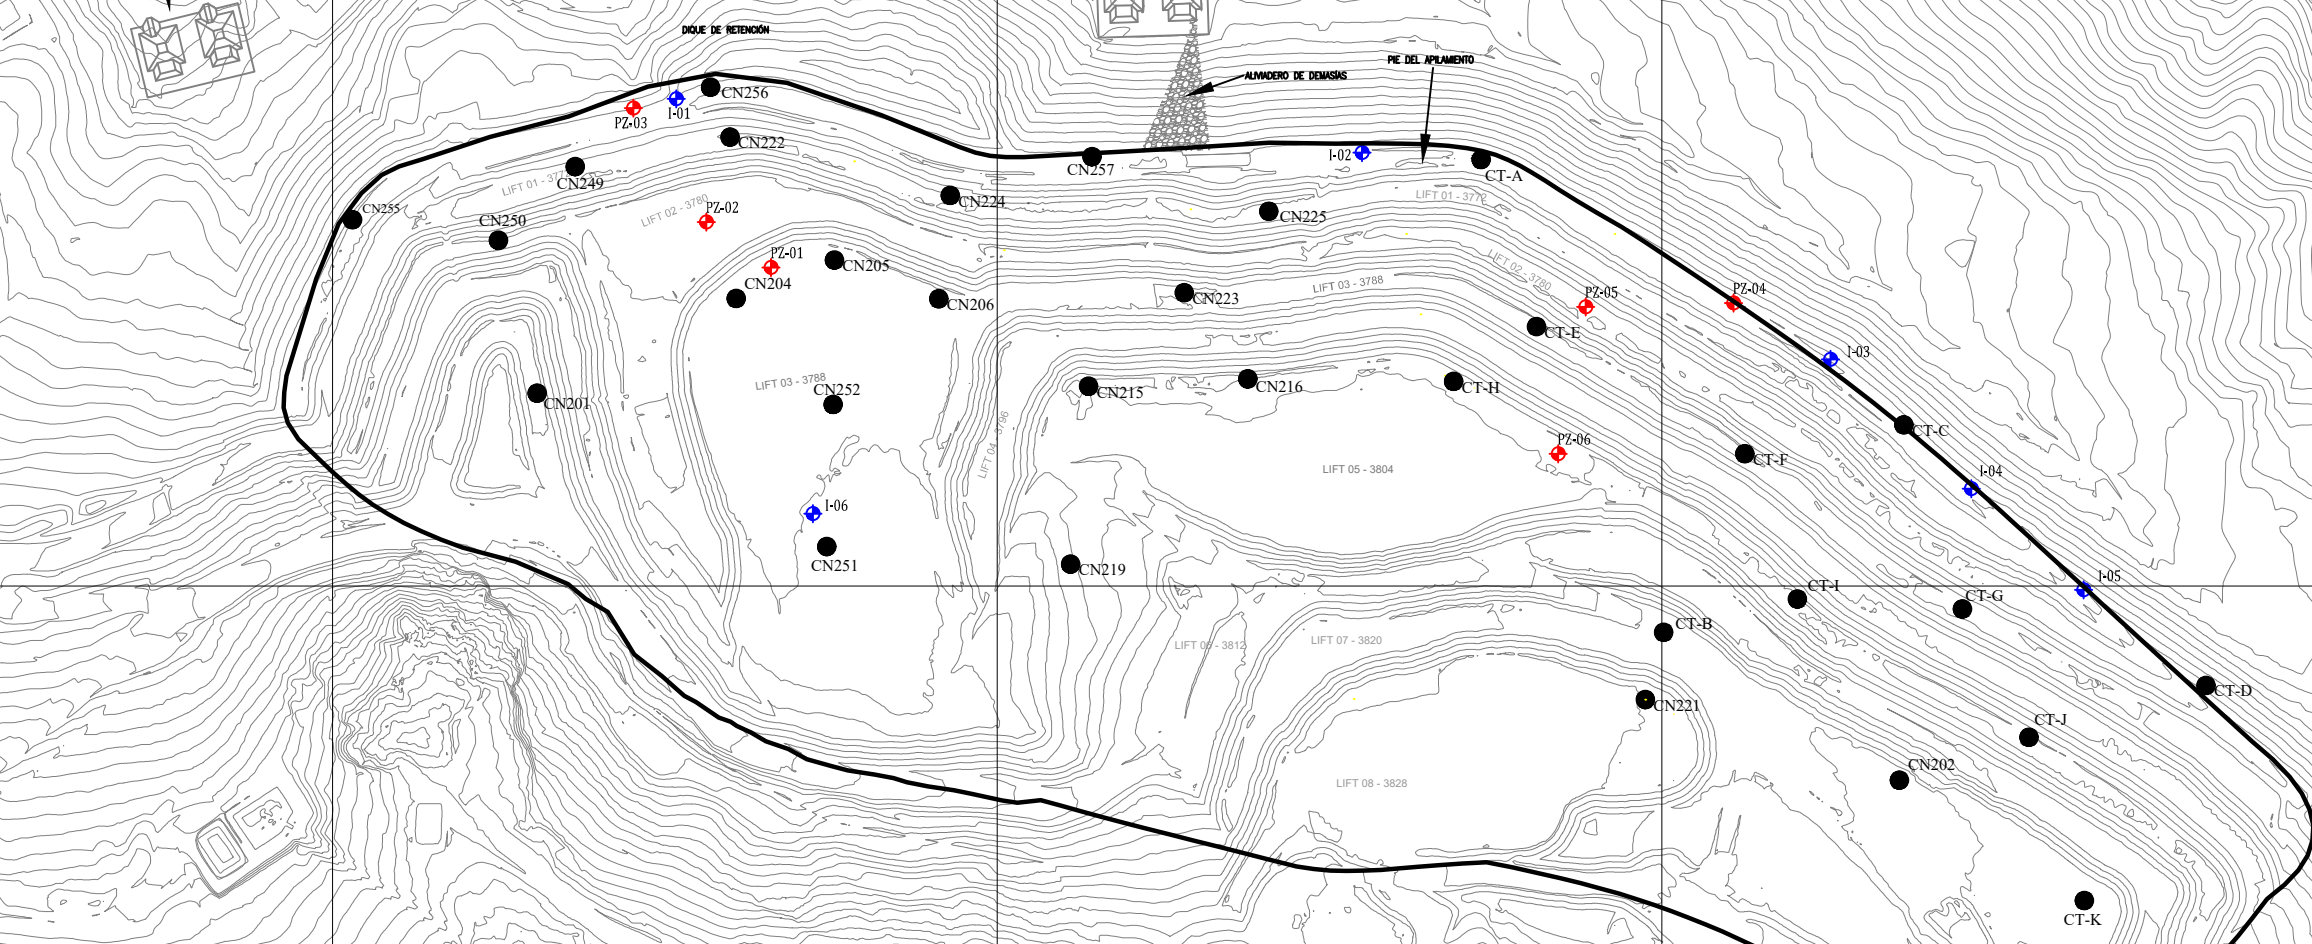 DIQUE DE RETENCIÓN
PIE DEL APILAMIENTO
ALIVIADERO DE DEMASÍAS
CN256
I-01
PZ-03
CN222
I-02
CN257
CT-A
CN249
LIFT 01 - 3772
LIFT 01 - 3772
CN255
CN250
LIFT 02 - 3780
PZ-02
CN224
CN225
PZ-01
CN205
LIFT 02 - 3780
CN204
CN206
CN223
LIFT 03 - 3788
PZ-05
PZ-04
CT-E
I-03
LIFT 03 - 3788
CN252
CN201
CN215
CN216
CT-H
CT-C
LIFT 04 - 3796
PZ-06
CT-F
LIFT 05 - 3804
I-04
I-06
CN251
CN219
I-05
CT-I
CT-G
CT-B
LIFT 06 - 3812
LIFT 07 - 3820
CT-D
CN221
CT-J
CN202
LIFT 08 - 3828
CT-K